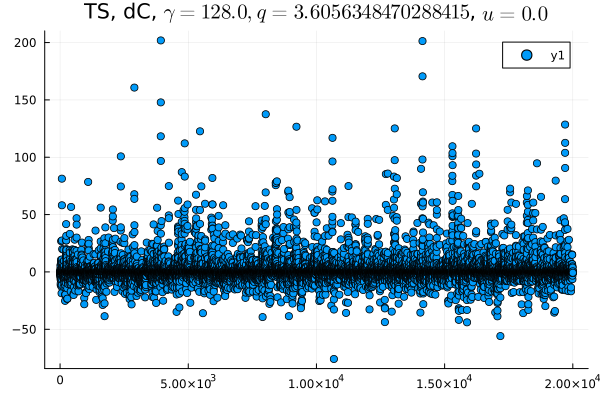 TS, dC, γ = 128.0, q = 3.6056348470288415, u = 0.0
y1
200
150
100
50
0
−50
0 5.00×10³ 1.00×10⁴ 1.50×10⁴ 2.00×10⁴